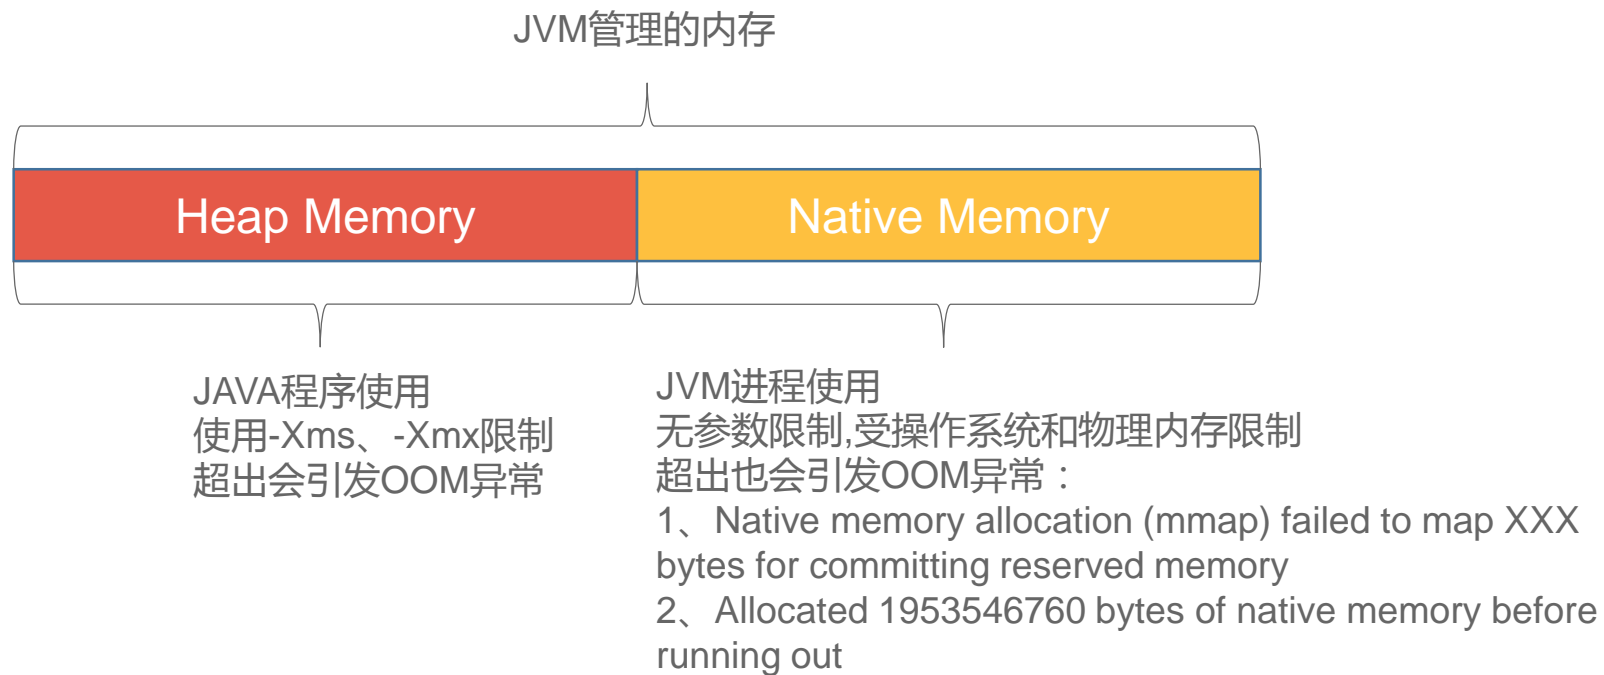 JVM管理的内存
Heap Memory
Native Memory
JAVA程序使用
使用-Xms、-Xmx限制
超出会引发OOM异常
JVM进程使用
无参数限制,受操作系统和物理内存限制
超出也会引发OOM异常：
1、Native memory allocation (mmap) failed to map XXX
bytes for committing reserved memory
2、Allocated 1953546760 bytes of native memory before
running out